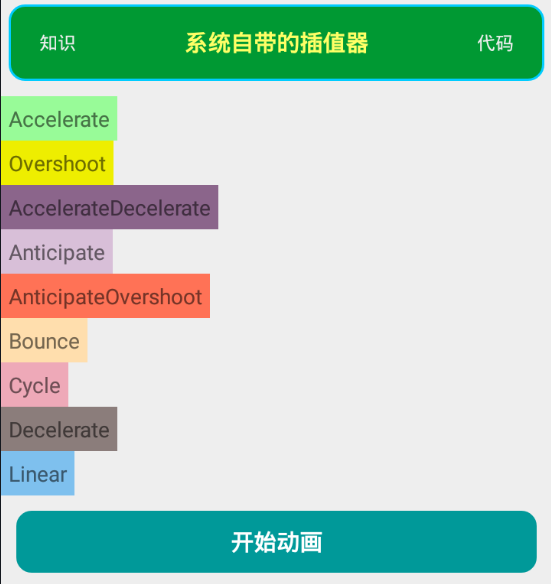 知识 系统自带的插值器 代码
Accelerate
Overshoot
AccelerateDecelerate
Anticipate
AnticipateOvershoot
Bounce
Cycle
Decelerate
Linear
开始动画